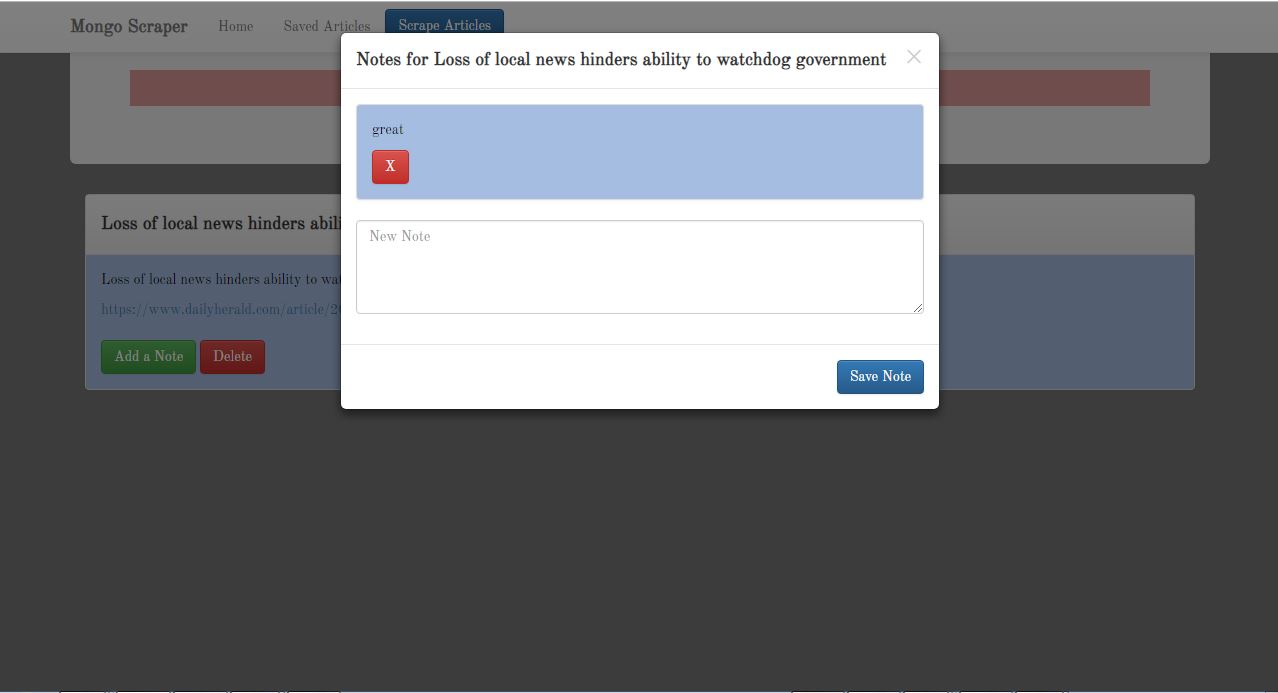 Mongo Scraper Home Saved Articles Scrape Articles
Notes for Loss of local news hinders ability to watchdog government
great
X
New Note
Save Note
Loss of local news hinders abili
Loss of local news hinders ability to wat
https://www.dailyherald.com/article/20
Add a Note Delete